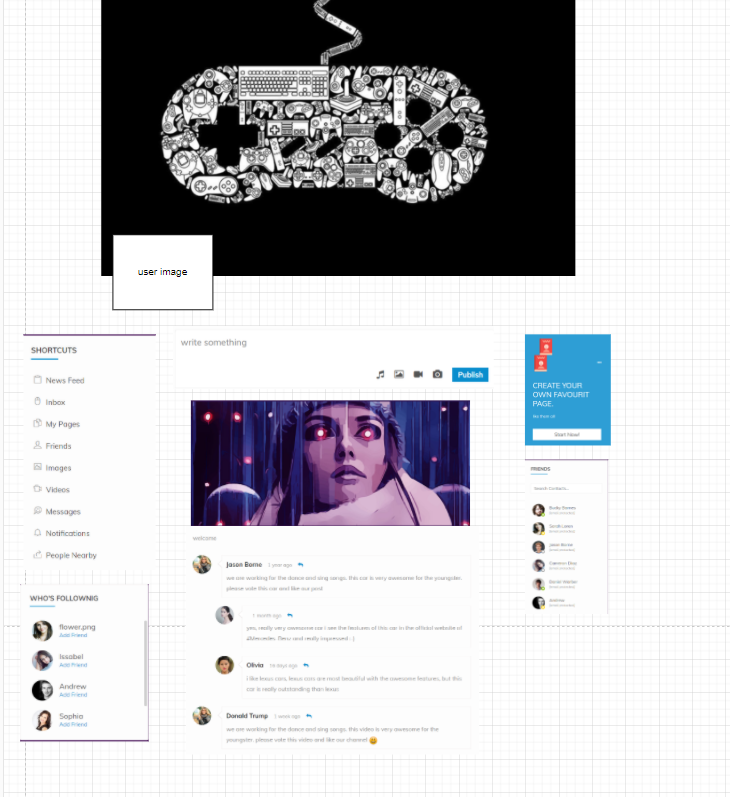 user image
SHORTCUTS
News Feed
Inbox
My Pages
Friends
Images
Videos
Messages
Notifications
People Nearby
WHO'S FOLLOWNIG
flower.png
Add Friend
Issabel
Add Friend
Andrew
Add Friend
Sophia
Add Friend
write something
Publish
welcome
Jason Borne 1 year ago
we are working for the dance and sing songs. this car is very awesome for the youngster.
please vote this car and like our post
1 month ago
yes, really very awesome car i see the features of this car in the official website of
#Mercedes-Benz and really impressed :-)
Olivia 16 days ago
i like lexus cars, lexus cars are most beautiful with the awesome features, but this
car is really outstanding than lexus
Donald Trump 1 week ago
we are working for the dance and sing songs. this video is very awesome for the
youngster. please vote this video and like our channel 😀
CREATE YOUR
OWN FAVOURIT
PAGE.
like them all
Start Now!
FRIENDS
Search Contacts...
Bucky Barnes
Sarah Loren
Jason Borne
Cameron Diaz
Daniel Warber
Andrew